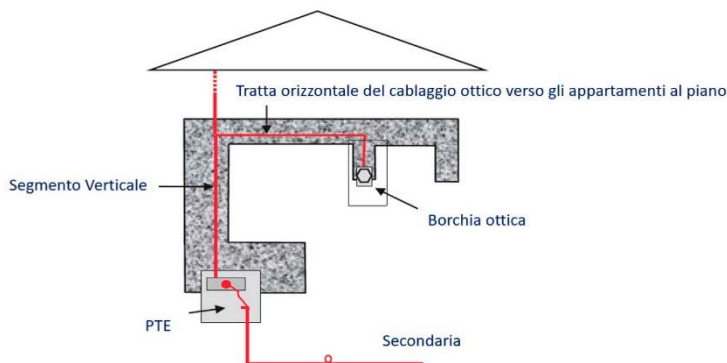 Tratta orizzontale del cablaggio ottico verso gli appartamenti al piano
Segmento Verticale
Borchia ottica
PTE
Secondaria